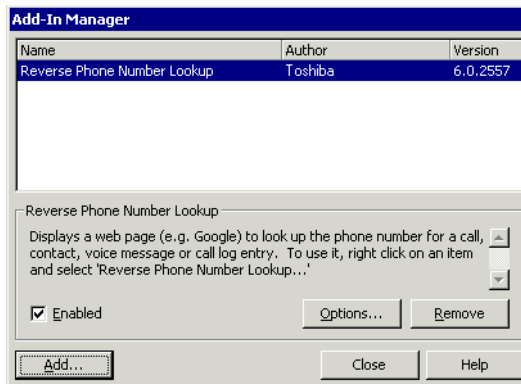 Add-In Manager
Name Author Version
Reverse Phone Number Lookup Toshiba 6.0.2557
Reverse Phone Number Lookup
Displays a web page (e.g. Google) to look up the phone number for a call,
contact, voice message or call log entry. To use it, right click on an item
and select 'Reverse Phone Number Lookup...'
Enabled Options... Remove
Add... Close Help